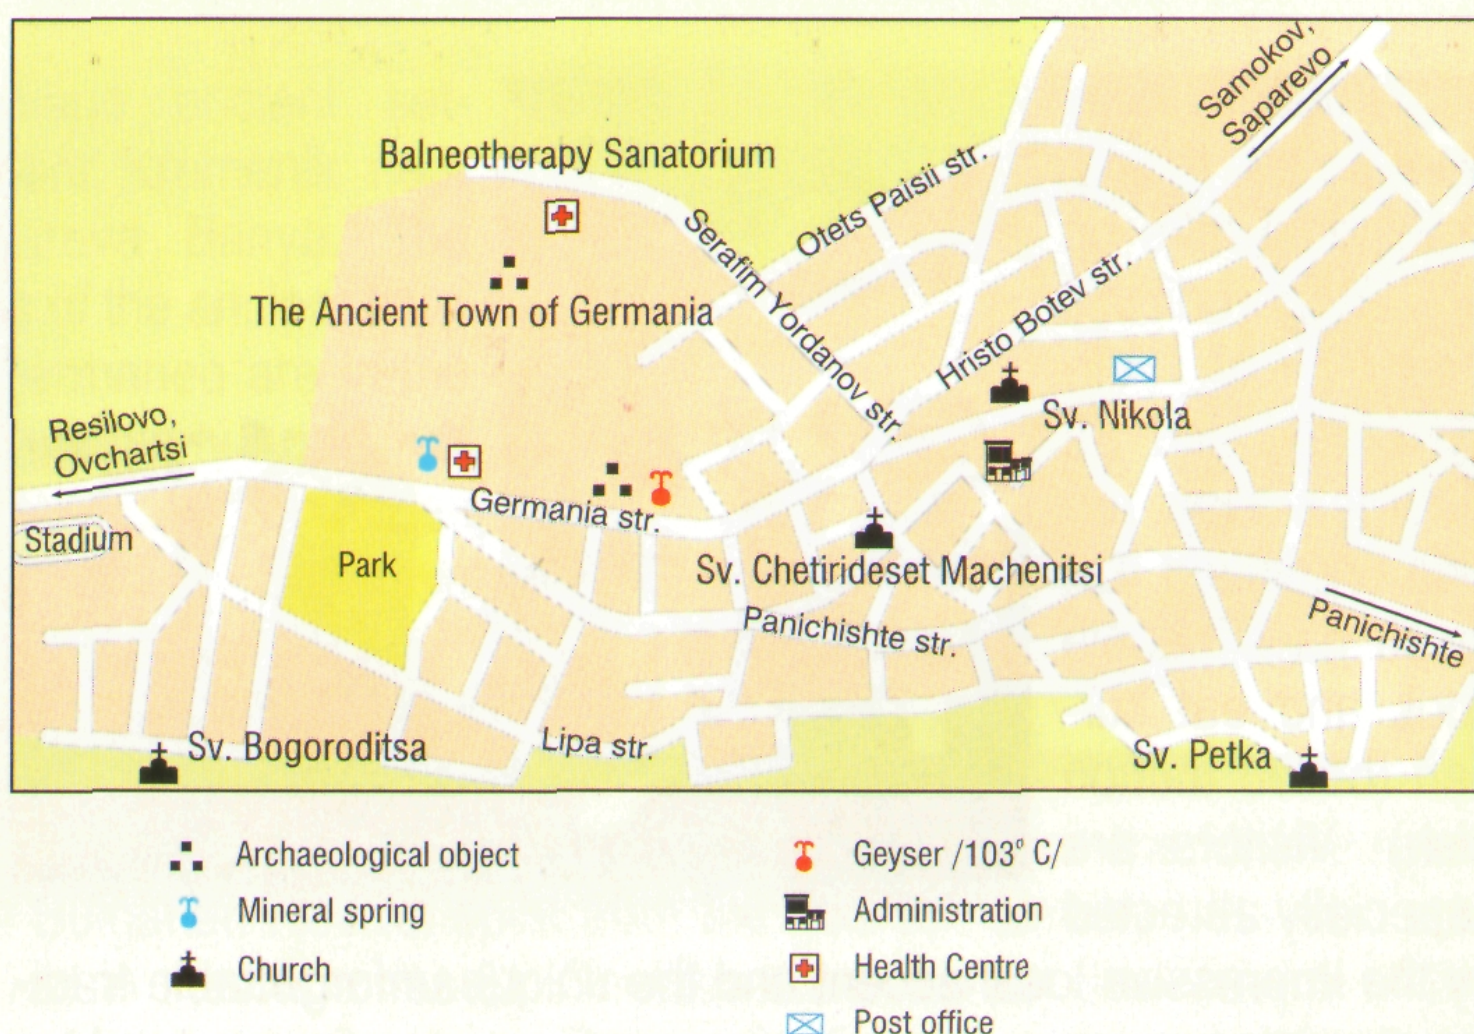 Samokov,
Saparevo
Balneotherapy Sanatorium
Otets Paisii str.
Serafim Yordanov str.
The Ancient Town of Germania
Hristo Botev str.
Resilovo,
Ovchartsi
Sv. Nikola
Germania str.
Stadium
Park
Sv. Chetirideset Machenitsi
Panichishte str.
Panichishte
Sv. Bogoroditsa
Lipa str.
Sv. Petka
Archaeological object
Mineral spring
Church
Geyser /103° C/
Administration
Health Centre
Post office